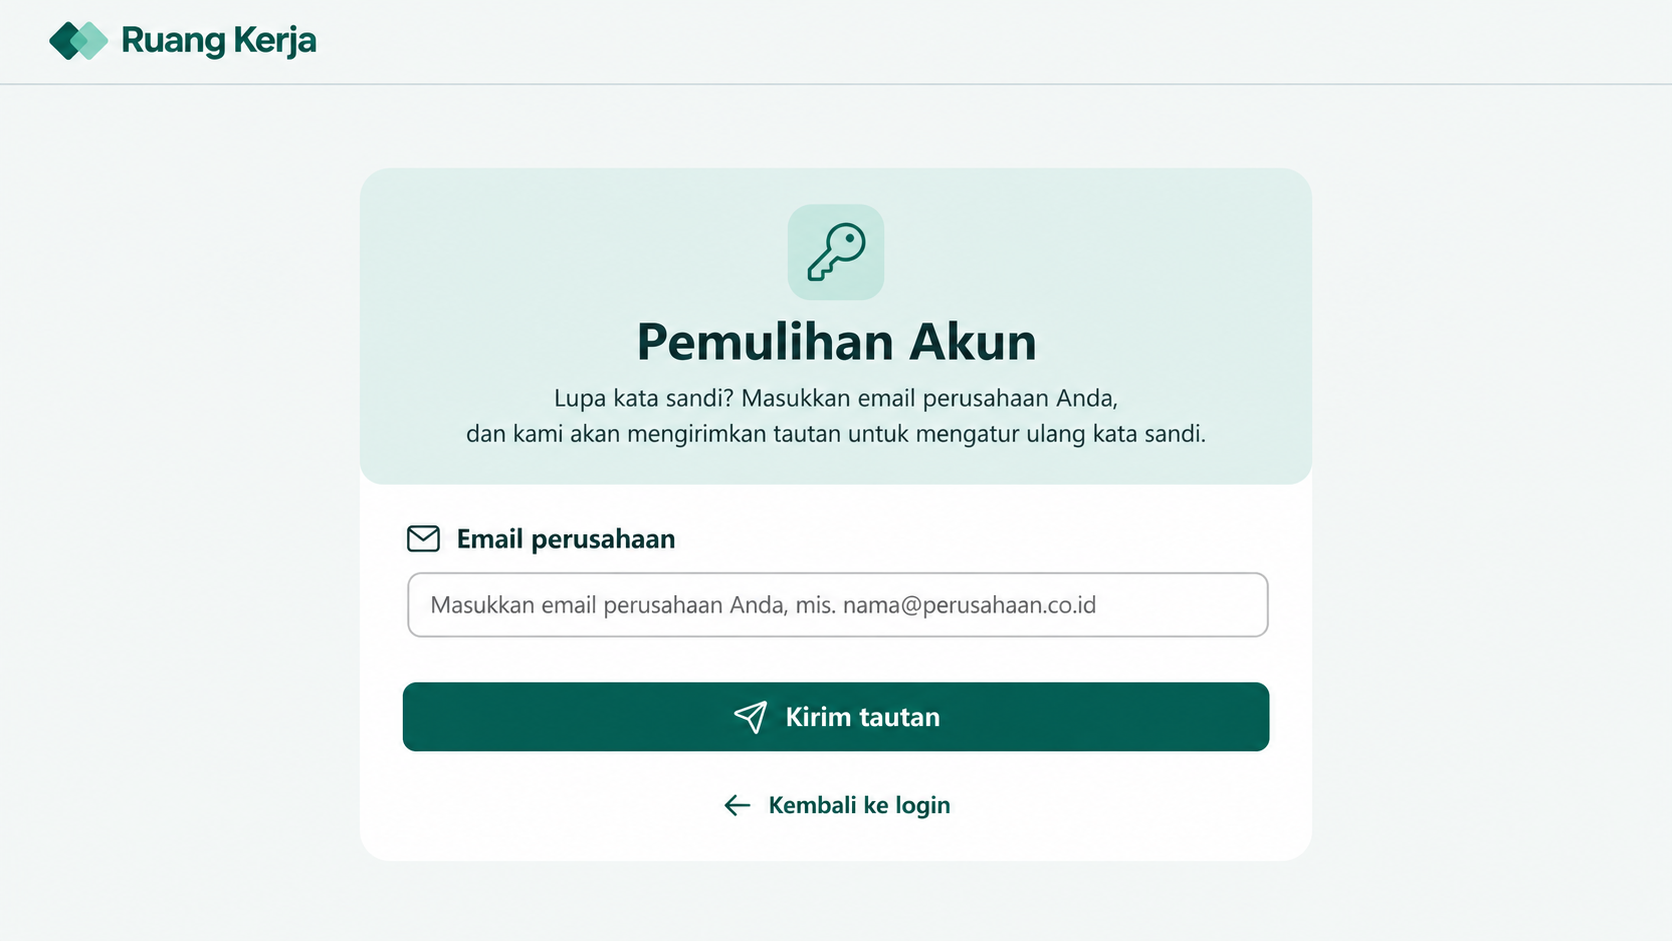 Ruang Kerja
Pemulihan Akun
Lupa kata sandi? Masukkan email perusahaan Anda,
dan kami akan mengirimkan tautan untuk mengatur ulang kata sandi.
Email perusahaan
Masukkan email perusahaan Anda, mis. nama@perusahaan.co.id
Kirim tautan
Kembali ke login